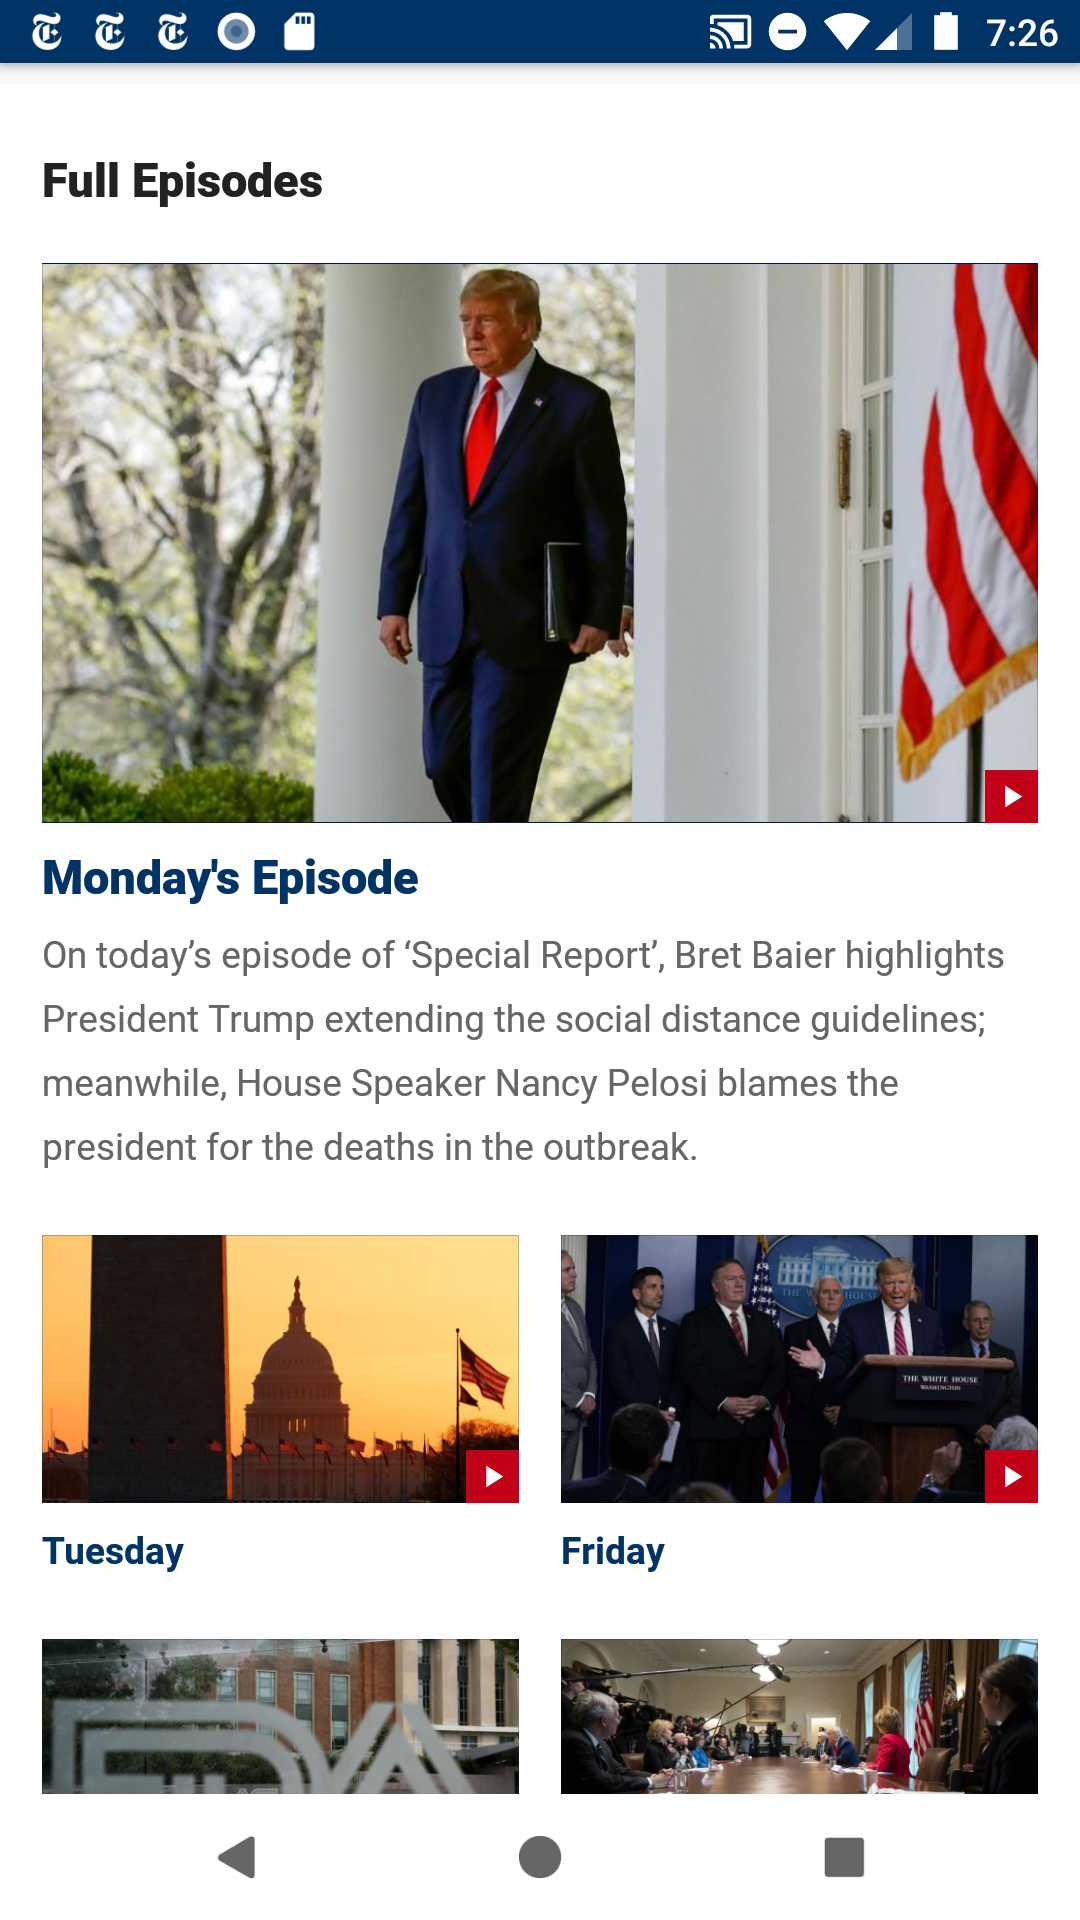 7:26
Full Episodes
Monday's Episode
On today’s episode of ‘Special Report’, Bret Baier highlights
President Trump extending the social distance guidelines;
meanwhile, House Speaker Nancy Pelosi blames the
president for the deaths in the outbreak.
THE WHITE HOUSE
WASHINGTON
Tuesday
Friday
FDA